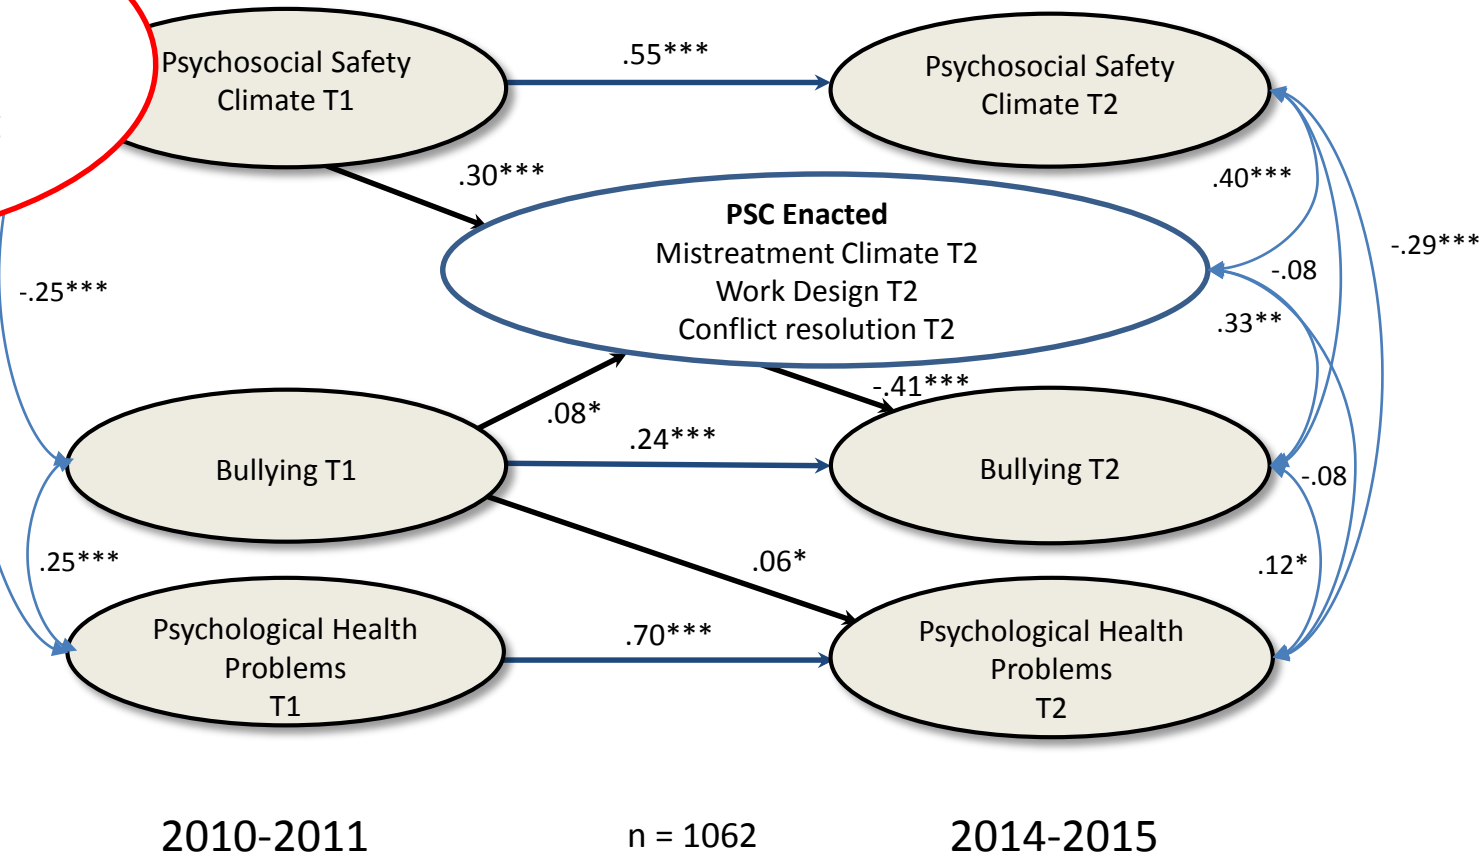 Psychosocial Safety
Climate T1
.55***
Psychosocial Safety
Climate T2
.30***
.40***
PSC Enacted
Mistreatment Climate T2
Work Design T2
Conflict resolution T2
-.29***
-.08
.33**
-.25***
-.41***
.08*
.24***
Bullying T1
Bullying T2
-.08
.25***
.06*
.12*
Psychological Health
Problems
T1
.70***
Psychological Health
Problems
T2
2010-2011
n = 1062
2014-2015